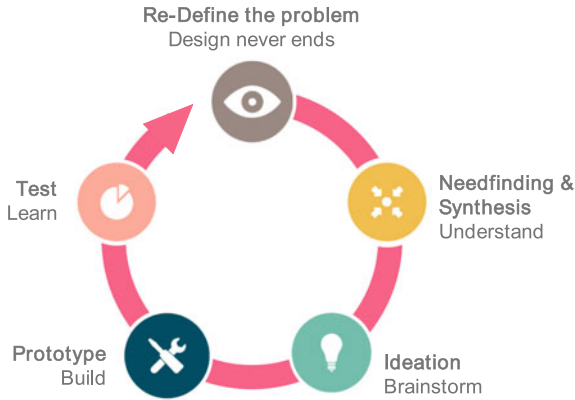 Re-Define the problem
Design never ends
Needfinding &
Synthesis
Understand
Ideation
Brainstorm
Prototype
Build
Test
Learn